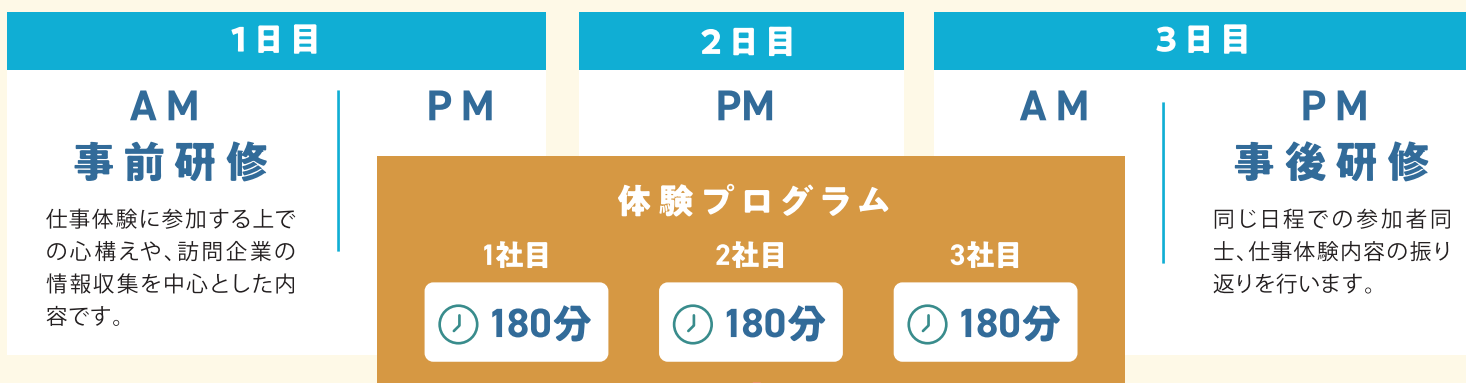 1日目
AM
事前研修
仕事体験に参加する上で
の心構えや、訪問企業の
情報収集を中心とした内
容です。
PM
2日目
PM
3日目
AM
PM
事後研修
同じ日程での参加者同
士、仕事体験内容の振り
返りを行います。
体験プログラム
1社目
180分
2社目
180分
3社目
180分